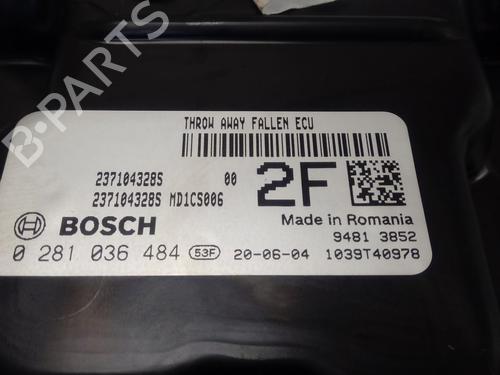 THROW AWAY FALLEN ECU
237104328S 00
237104328S MD1CS006
2F
BOSCH
Made in Romania
9481 3852
0 281 036 484 53F 20-06-04 1039T40978
B-PARTS